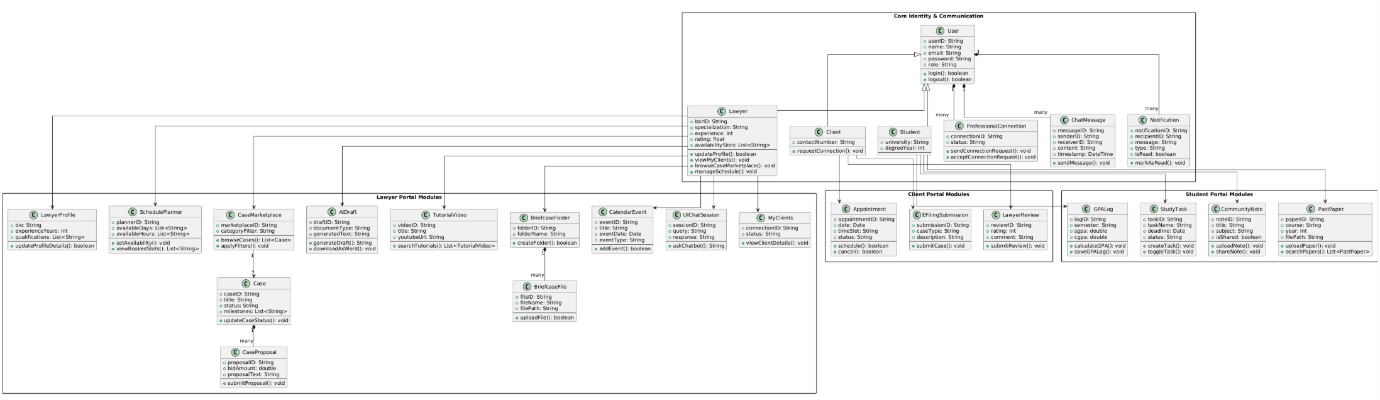 Core Identity & Communication
C User
userID: String
name: String
email: String
password: String
role: String
login(): boolean
logout(): boolean
C Lawyer
barID: String
specialization: String
experience: int
rating: float
availabilitySlots: List<String>
updateProfile(): boolean
viewMyClients(): void
browseCaseMarketplace(): void
manageSchedule(): void
C Client
contactNumber: String
requestConnection(): void
C Student
university: String
degreeYear: int
many
C ProfessionalConnection
connectionID: String
status: String
sendConnectionRequest(): void
acceptConnectionRequest(): void
many
C ChatMessage
messageID: String
senderID: String
receiverID: String
content: String
timestamp: DateTime
sendMessage(): void
many
C Notification
notificationID: String
recipientID: String
message: String
type: String
isRead: boolean
markAsRead(): void
Lawyer Portal Modules
C LawyerProfile
bio: String
experienceYears: int
qualifications: List<String>
updateProfileDetails(): boolean
C SchedulePlanner
plannerID: String
availableDays: List<String>
availableHours: List<String>
setAvailability(): void
viewBookedSlots(): List<String>
C CaseMarketplace
marketplaceID: String
categoryFilter: String
browseCases(): List<Case>
applyFilters(): void
C AIDraft
draftID: String
documentType: String
generatedText: String
generateDraft(): String
downloadAsWord(): void
C TutorialVideo
videoID: String
title: String
youtubeUrl: String
searchTutorials(): List<TutorialVideo>
C BriefcaseFolder
folderID: String
folderName: String
createFolder(): boolean
C CalendarEvent
eventID: String
title: String
eventDate: Date
eventType: String
addEvent(): boolean
sessionID: String
query: String
response: String
askChatbot(): String
C MyClients
connectionID: String
status: String
viewClientDetails(): void
C Case
caseID: String
title: String
status: String
milestones: List<String>
updateCaseStatus(): void
many
C CaseProposal
proposalID: String
bidAmount: double
proposalText: String
submitProposal(): void
many
C BriefcaseFile
fileID: String
fileName: String
filePath: String
uploadFile(): boolean
Client Portal Modules
C Appointment
appointmentID: String
date: Date
timeSlot: String
status: String
schedule(): boolean
cancel(): boolean
C EFilingSubmission
submissionID: String
caseType: String
description: String
submitCase(): void
C LawyerReview
reviewID: String
rating: int
comment: String
submitReview(): void
Student Portal Modules
C GPALog
logID: String
semester: String
sgpa: double
cgpa: double
calculateGPA(): void
saveGPALog(): void
C StudyTask
taskID: String
taskName: String
deadline: Date
status: String
createTask(): void
toggleTask(): void
C CommunityNote
noteID: String
title: String
subject: String
isShared: boolean
uploadNote(): void
shareNote(): void
C PastPaper
paperID: String
course: String
year: int
filePath: String
uploadPaper(): void
searchPapers(): List<PastPaper>